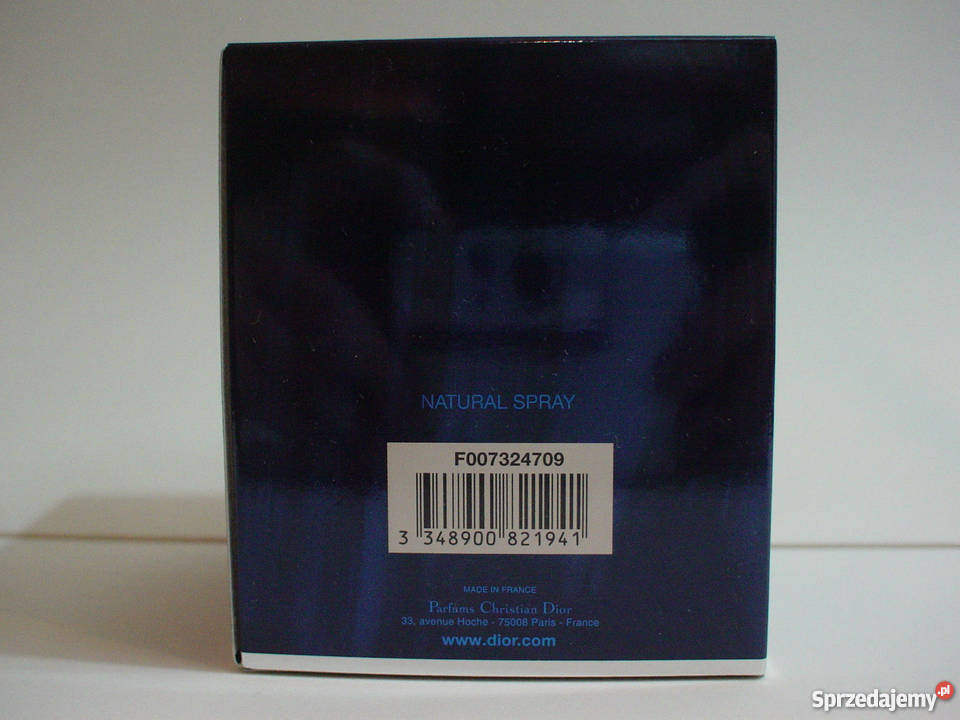 NATURAL SPRAY
F007324709
3 348900 821941
MADE IN FRANCE
Parfums Christian Dior
33, avenue Hoche - 75008 Paris - France
www.dior.com
Sprzedajemy.pl